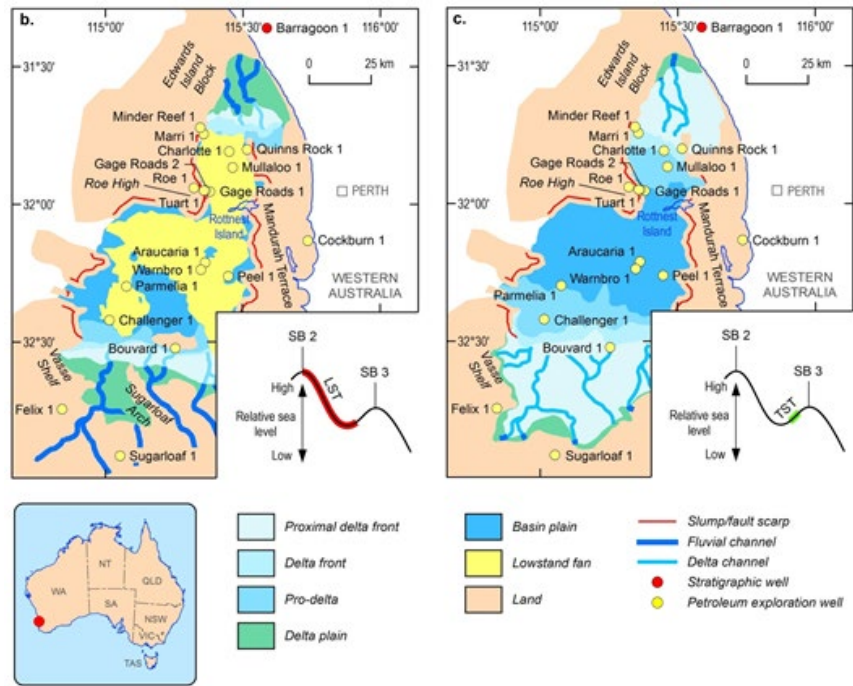 b.
115°00'
115°30'
116°00'
Barragoon 1
0
25 km
31°30'
Edwards
Island
Block
Minder Reef 1
Marri 1
Charlotte 1
Quinns Rock 1
Gage Roads 2
Mullaloo 1
Roe 1
Roe High
Gage Roads 1
PERTH
Tuart 1
32°00'
Rottnest
Island
Mandurah Terrace
Araucaria 1
Cockburn 1
Warnbro 1
Peel 1
Parmelia 1
WESTERN
AUSTRALIA
Challenger 1
32°30'
Bouvard 1
Vasse
Shelf
Sugarloaf
Arch
Felix 1
Sugarloaf 1
SB 2
SB 3
High
LST
Relative sea
level
Low
c.
115°00'
115°30'
116°00'
Barragoon 1
0
25 km
31°30'
Edwards
Island
Block
Minder Reef 1
Marri 1
Charlotte 1
Quinns Rock 1
Gage Roads 2
Mullaloo 1
Roe 1
Roe High
Gage Roads 1
PERTH
Tuart 1
32°00'
Rottnest
Island
Mandurah Terrace
Araucaria 1
Cockburn 1
Warnbro 1
Peel 1
Parmelia 1
WESTERN
AUSTRALIA
Challenger 1
32°30'
Bouvard 1
Vasse
Shelf
Felix 1
Sugarloaf 1
SB 2
SB 3
High
TST
Relative sea
level
Low
WA
NT
QLD
SA
NSW
VIC
TAS
Proximal delta front
Delta front
Pro-delta
Delta plain
Basin plain
Lowstand fan
Land
Slump/fault scarp
Fluvial channel
Delta channel
Stratigraphic well
Petroleum exploration well